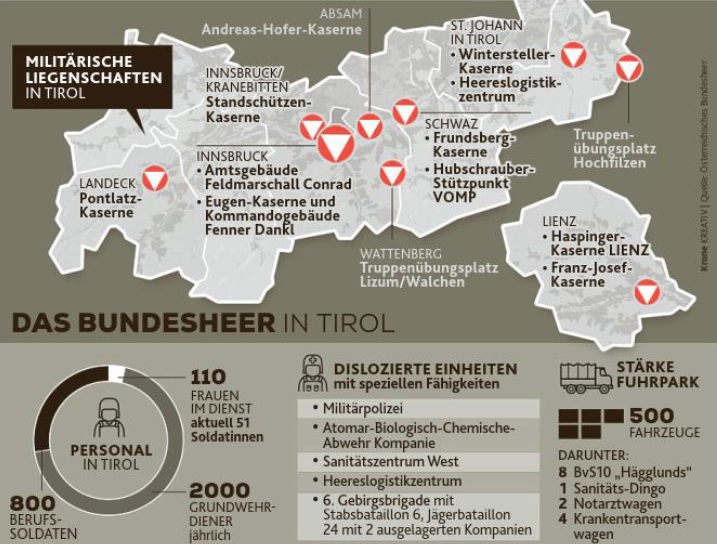 MILITÄRISCHE
LIEGENSCHAFTEN
IN TIROL
ABSAM
Andreas-Hofer-Kaserne
INNSBRUCK/
KRANEBITTEN
Standschützen-
Kaserne
ST. JOHANN
IN TIROL
• Wintersteller-
Kaserne
• Heereslogistik-
zentrum
Truppen-
übungsplatz
Hochfilzen
SCHWAZ
• Frundsberg-
Kaserne
• Hubschrauber-
Stützpunkt
VOMP
INNSBRUCK
• Amtsgebäude
Feldmarschall Conrad
• Eugen-Kaserne und
Kommandogebäude
Fenner Dankl
LANDECK
Pontlatz-
Kaserne
WATTENBERG
Truppenübungsplatz
Lizum/Walchen
LIENZ
• Haspinger-
Kaserne LIENZ
• Franz-Josef-
Kaserne
Krone KREATIV | Quelle: Österreichisches Bundesheer
DAS BUNDESHEER IN TIROL
PERSONAL
IN TIROL
110
FRAUEN
IM DIENST
aktuell 51
Soldatinnen
800
BERUFS-
SOLDATEN
2000
GRUNDWEHR-
DIENER
jährlich
DISLOZIERTE EINHEITEN
mit speziellen Fähigkeiten
• Militärpolizei
• Atomar-Biologisch-Chemische-
Abwehr Kompanie
• Sanitätszentrum West
• Heereslogistikzentrum
• 6. Gebirgsbrigade mit
Stabsbataillon 6, Jägerbataillon
24 mit 2 ausgelagerten Kompanien
STÄRKE
FUHRPARK
500
FAHRZEUGE
DARUNTER:
8 BvS10 „Hägglunds"
1 Sanitäts-Dingo
2 Notarztwagen
4 Krankentransport-
wagen